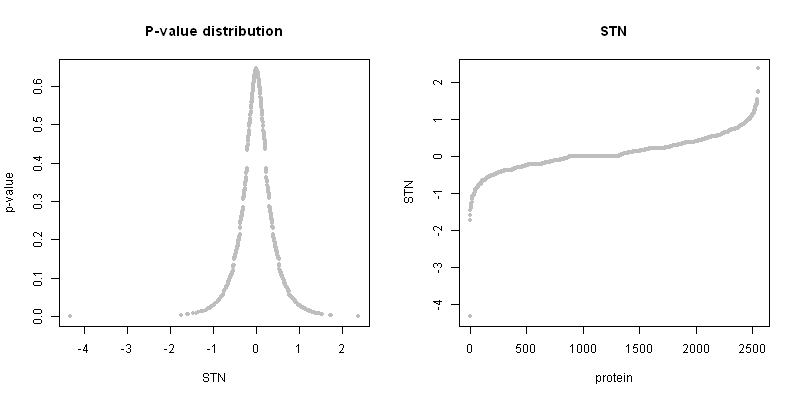 P-value distribution
p-value
0.0 0.1 0.2 0.3 0.4 0.5 0.6
-4 -3 -2 -1 0 1 2
STN
STN
STN
-4 -3 -2 -1 0 1 2
0 500 1000 1500 2000 2500
protein